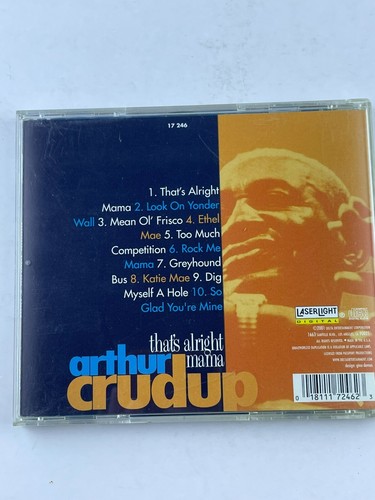 17 246
1. That's Alright
Mama 2. Look On Yonder
Wall 3. Mean Ol' Frisco 4. Ethel
Mae 5. Too Much
Competition 6. Rock Me
Mama 7. Greyhound
Bus 8. Katie Mae 9. Dig
Myself A Hole 10. So
Glad You're Mine
that's alright
mama
arthur
crudup
LASERLIGHT
DIGITAL
0 18111 72462 3